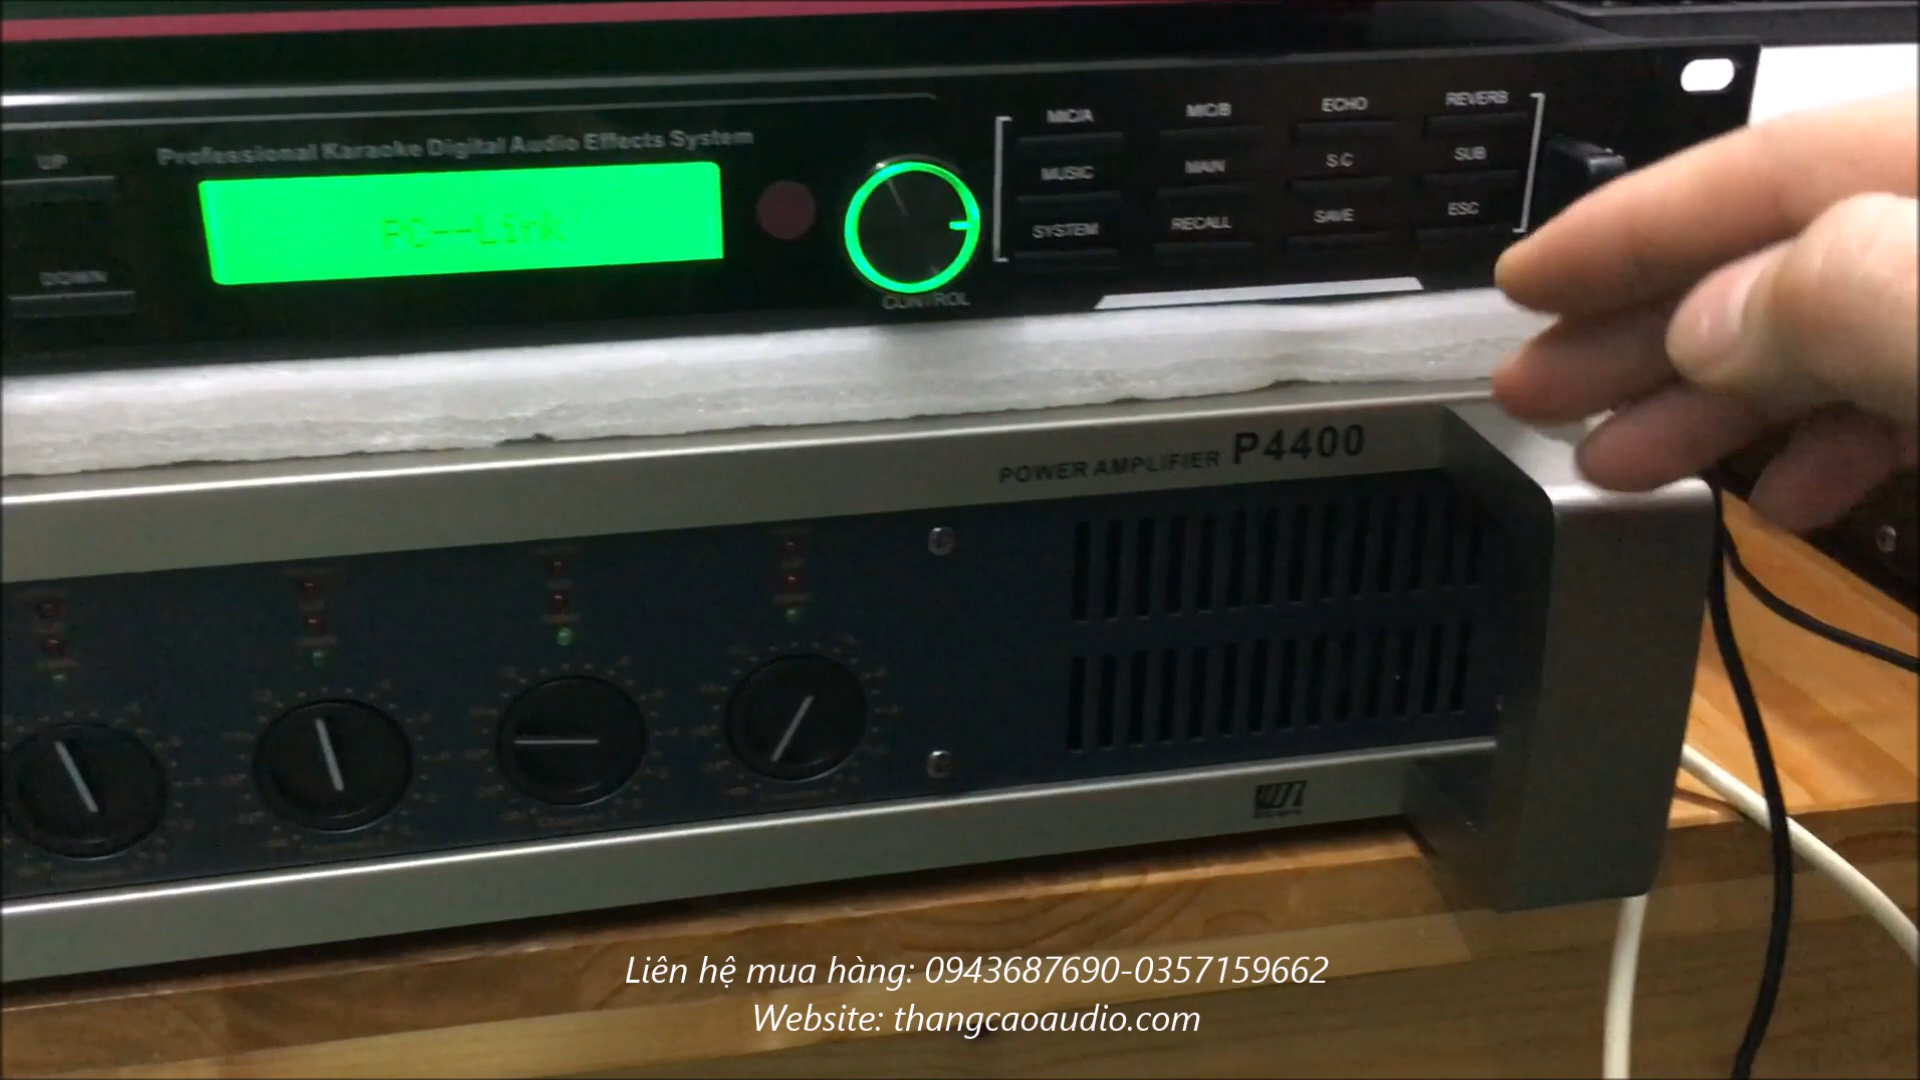 Professional Karaoke Digital Audio Effects System
UP
DOWN
PC--Link
CONTROL
MIC/A MIC/B ECHO REVERB
MUSIC MAIN S.C SUB
SYSTEM RECALL SAVE ESC
POWER AMPLIFIER P4400
Liên hệ mua hàng: 0943687690-0357159662
Website: thangcaoaudio.com